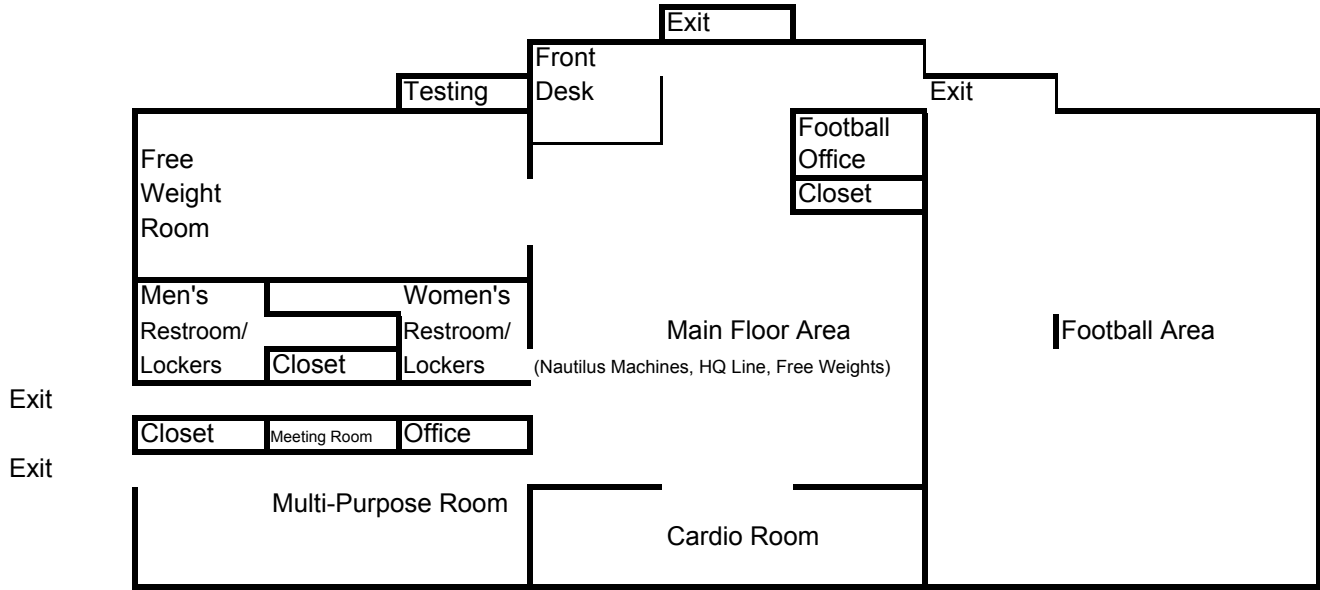 Exit
Front
Desk
Testing
Exit
Football
Office
Free
Weight
Room
Closet
Men's
Restroom/
Lockers
Closet
Women's
Restroom/
Lockers
Main Floor Area
(Nautilus Machines, HQ Line, Free Weights)
Football Area
Exit
Closet
Meeting Room
Office
Exit
Multi-Purpose Room
Cardio Room